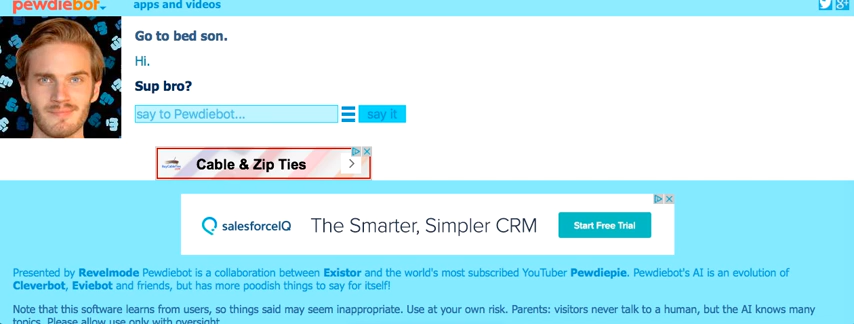 pewdiebot
apps and videos
Go to bed son.
Hi.
Sup bro?
say to Pewdiebot...
say it
Cable & Zip Ties
salesforceIQ
The Smarter, Simpler CRM
Start Free Trial
Presented by Revelmode Pewdiebot is a collaboration between Existor and the world's most subscribed YouTuber Pewdiepie. Pewdiebot's AI is an evolution of
Cleverbot, Eviebot and friends, but has more poodish things to say for itself!
Note that this software learns from users, so things said may seem inappropriate. Use at your own risk. Parents: visitors never talk to a human, but the AI knows many
topics. Please allow use only with oversight.